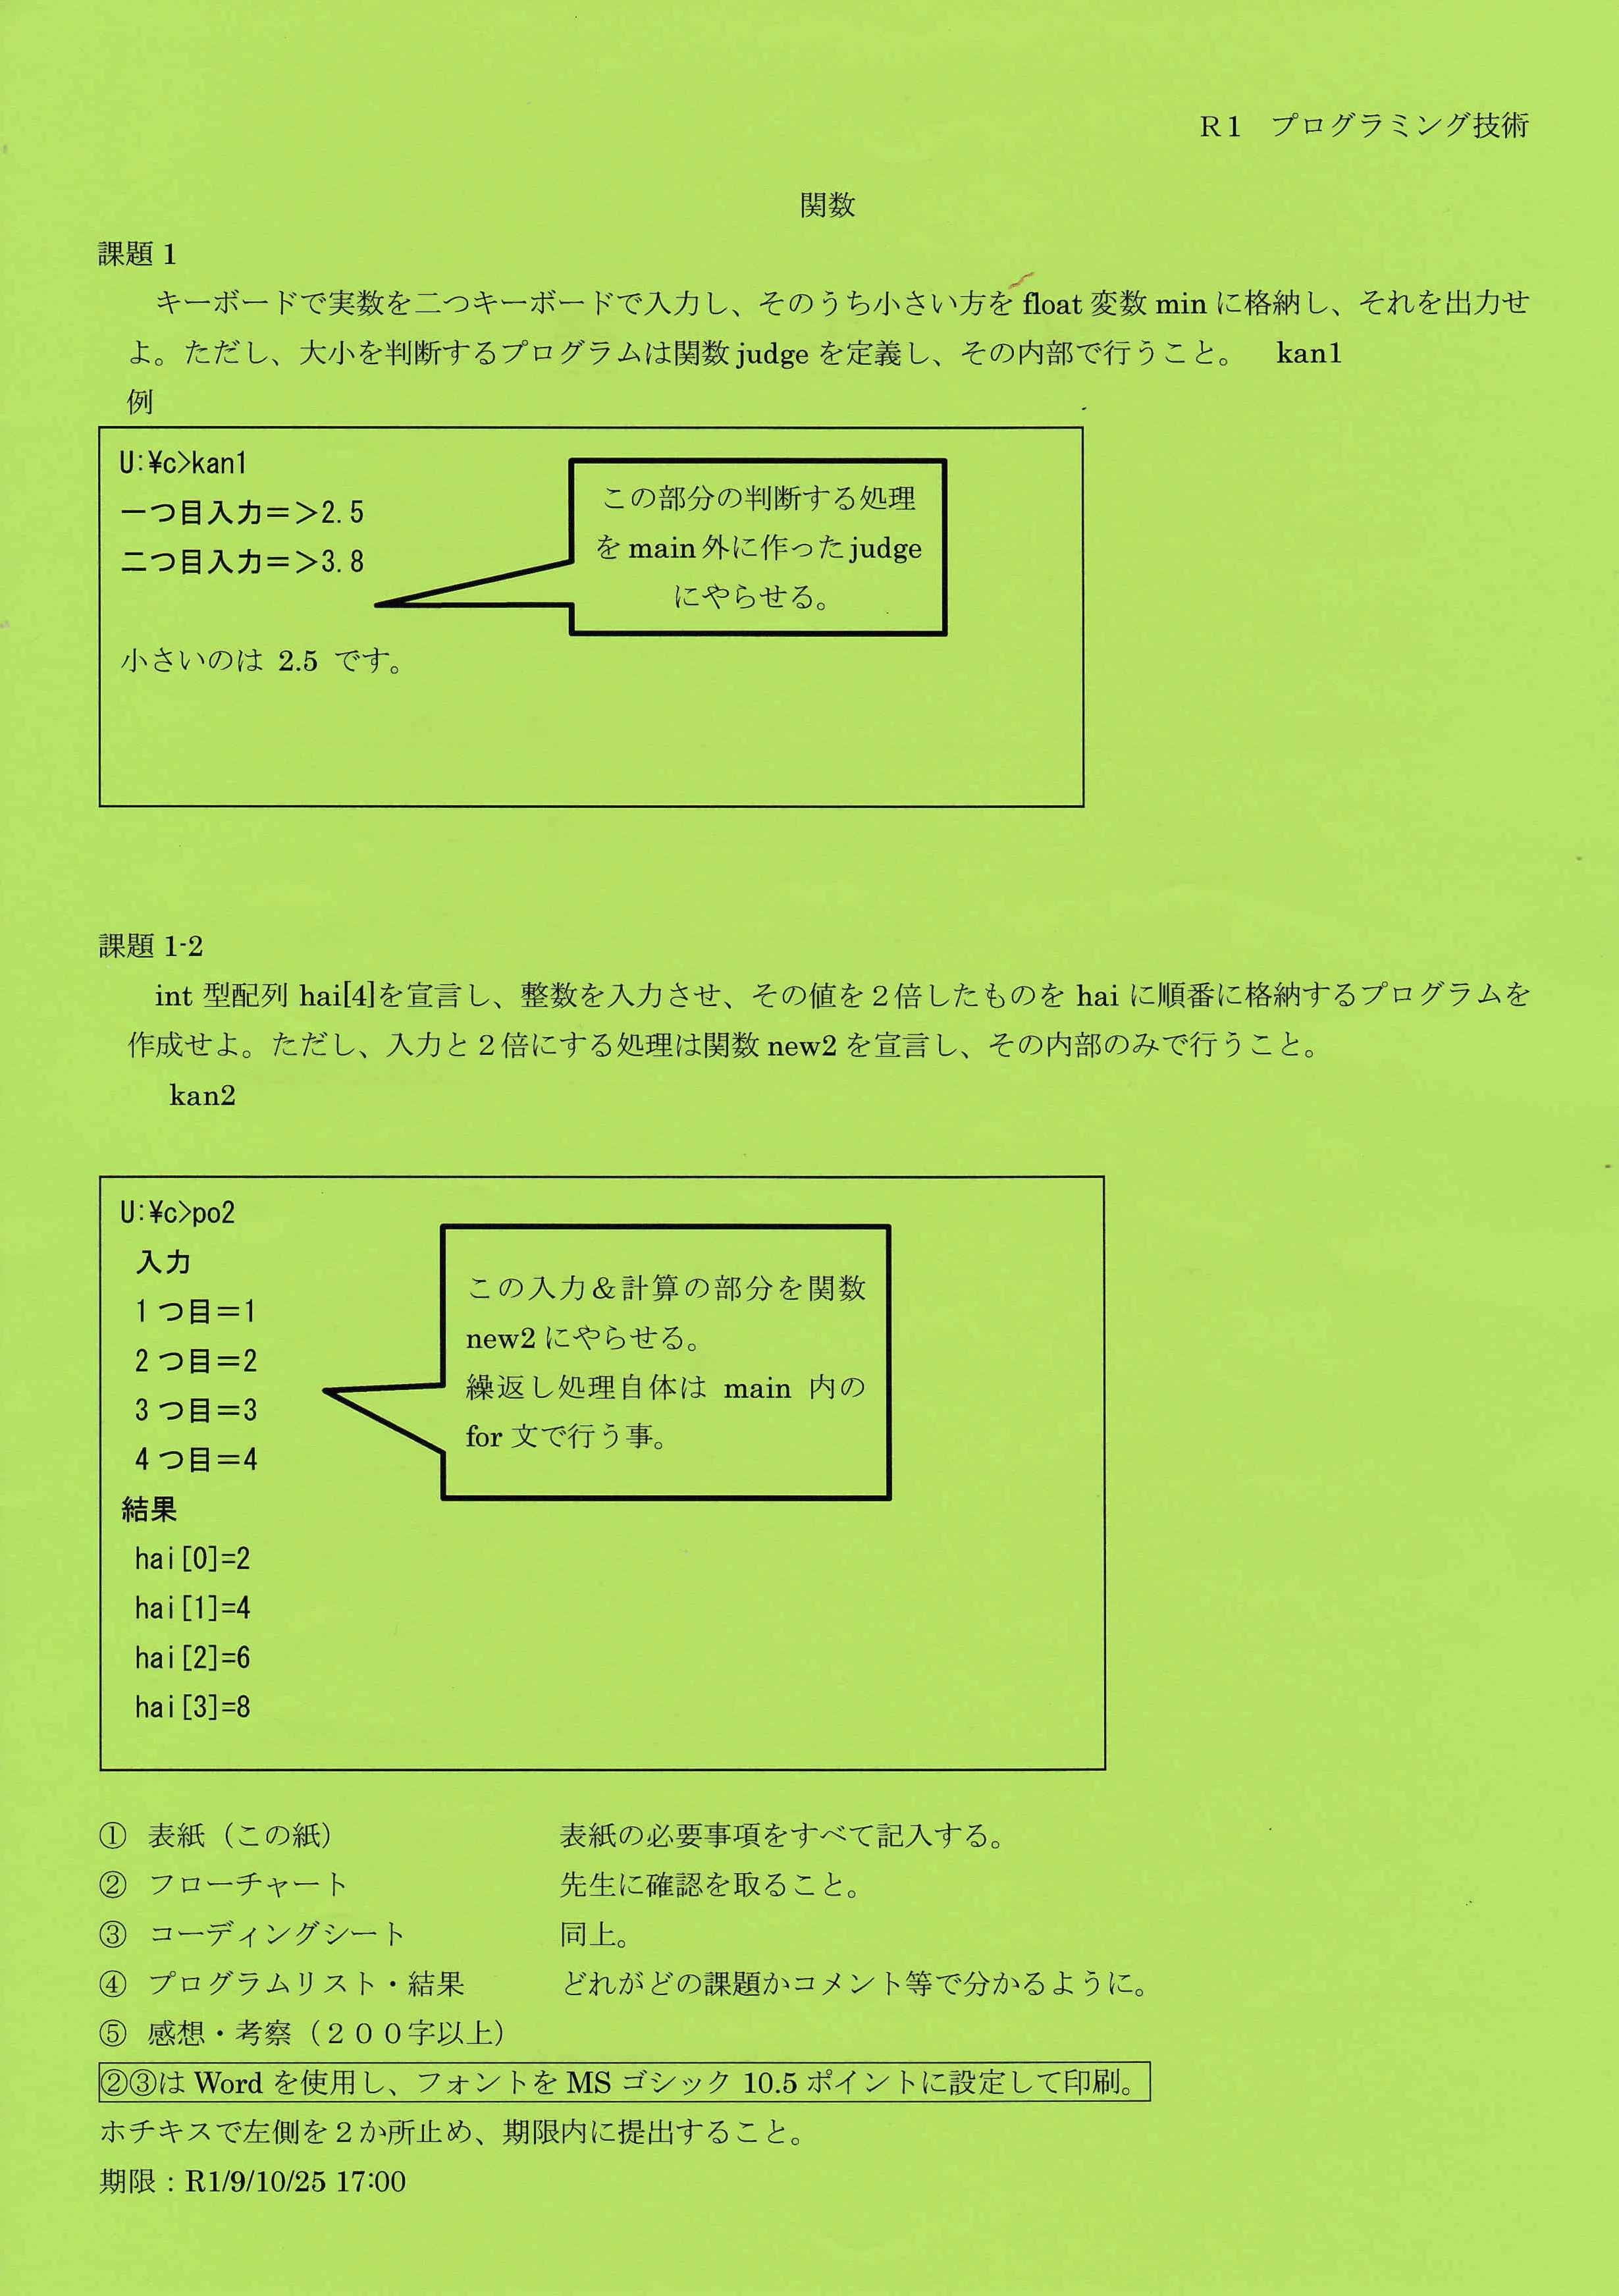 R1　プログラミング技術
関数
課題 1
キーボードで実数を二つキーボードで入力し、そのうち小さい方を float 変数 min に格納し、それを出力せ
よ。ただし、大小を判断するプログラムは関数 judge を定義し、その内部で行うこと。　kan1
例
U:¥c>kan1
一つ目入力＝＞2.5
二つ目入力＝＞3.8
この部分の判断する処理
を main 外に作った judge
にやらせる。
小さいのは 2.5 です。
課題 1-2
int 型配列 hai[4]を宣言し、整数を入力させ、その値を２倍したものを hai に順番に格納するプログラムを
作成せよ。ただし、入力と２倍にする処理は関数 new2 を宣言し、その内部のみで行うこと。
kan2
U:¥c>po2
入力
1 つ目＝1
2 つ目＝2
3 つ目＝3
4 つ目＝4
この入力＆計算の部分を関数
new2 にやらせる。
繰返し処理自体は main 内の
for 文で行う事。
結果
hai[0]=2
hai[1]=4
hai[2]=6
hai[3]=8
① 表紙（この紙）　表紙の必要事項をすべて記入する。
② フローチャート　先生に確認を取ること。
③ コーディングシート　同上。
④ プログラムリスト・結果　どれがどの課題かコメント等で分かるように。
⑤ 感想・考察（２００字以上）
②③は Word を使用し、フォントを MS ゴシック 10.5 ポイントに設定して印刷。
ホチキスで左側を２か所止め、期限内に提出すること。
期限：R1/9/10/25 17:00